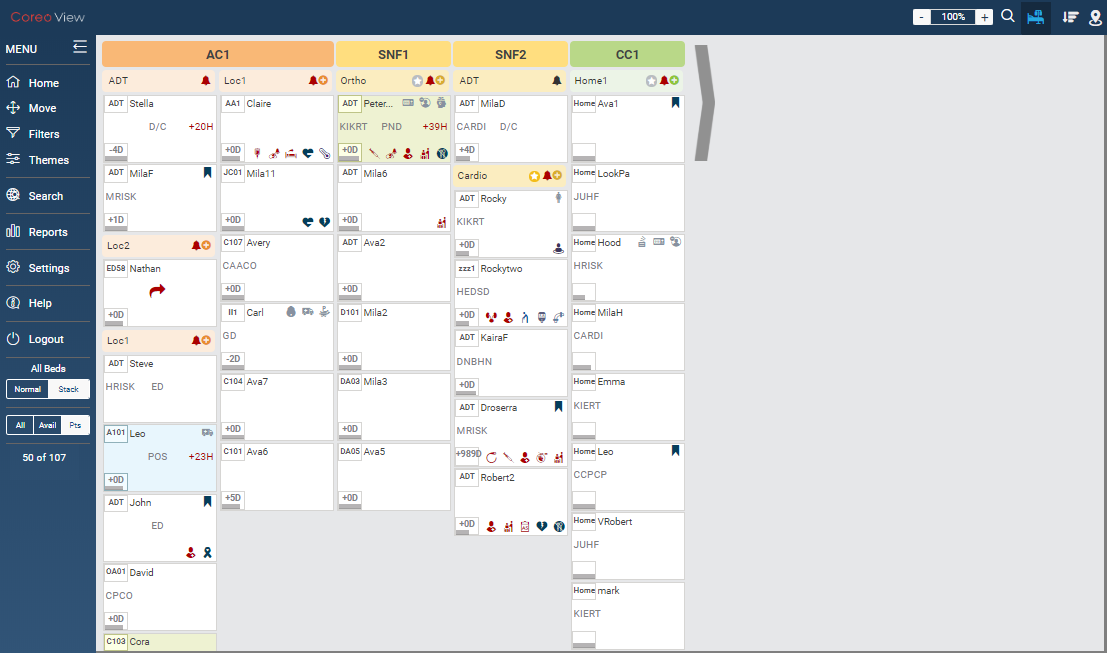 Coreo View
- 100% +
MENU
Home
Move
Filters
Themes
Search
Reports
Settings
Help
Logout
All Beds
Normal Stack
All Avail Pts
50 of 107
AC1
ADT
ADT Stella
D/C +20H
-4D
ADT MilaF
MRISK
+1D
Loc2
ED58 Nathan
+0D
Loc1
ADT Steve
HRISK ED
A101 Leo
POS +23H
+0D
ADT John
ED
OA01 David
CPCO
+0D
C103 Cora
Loc1
AA1 Claire
+0D
JC01 Mila11
+0D
C107 Avery
CAACO
+0D
II1 Carl
GD
-2D
C104 Ava7
+0D
C101 Ava6
+5D
SNF1
Ortho
ADT Peter...
KIKRT PND +39H
+0D
ADT Mila6
+0D
ADT Ava2
+0D
D101 Mila2
+0D
DA03 Mila3
+0D
DA05 Ava5
+0D
SNF2
ADT
ADT MilaD
CARDI D/C
+4D
Cardio
ADT Rocky
KIKRT
+0D
zzz1 Rockytwo
HEDSD
+0D
ADT KairaF
DNBHN
+0D
ADT Droserra
MRISK
+989D
ADT Robert2
+0D
CC1
Home1
Home Ava1
Home LookPa
JUHF
Home Hood
HRISK
Home MilaH
CARDI
Home Emma
KIERT
Home Leo
CCPCP
Home VRobert
JUHF
Home mark
KIERT